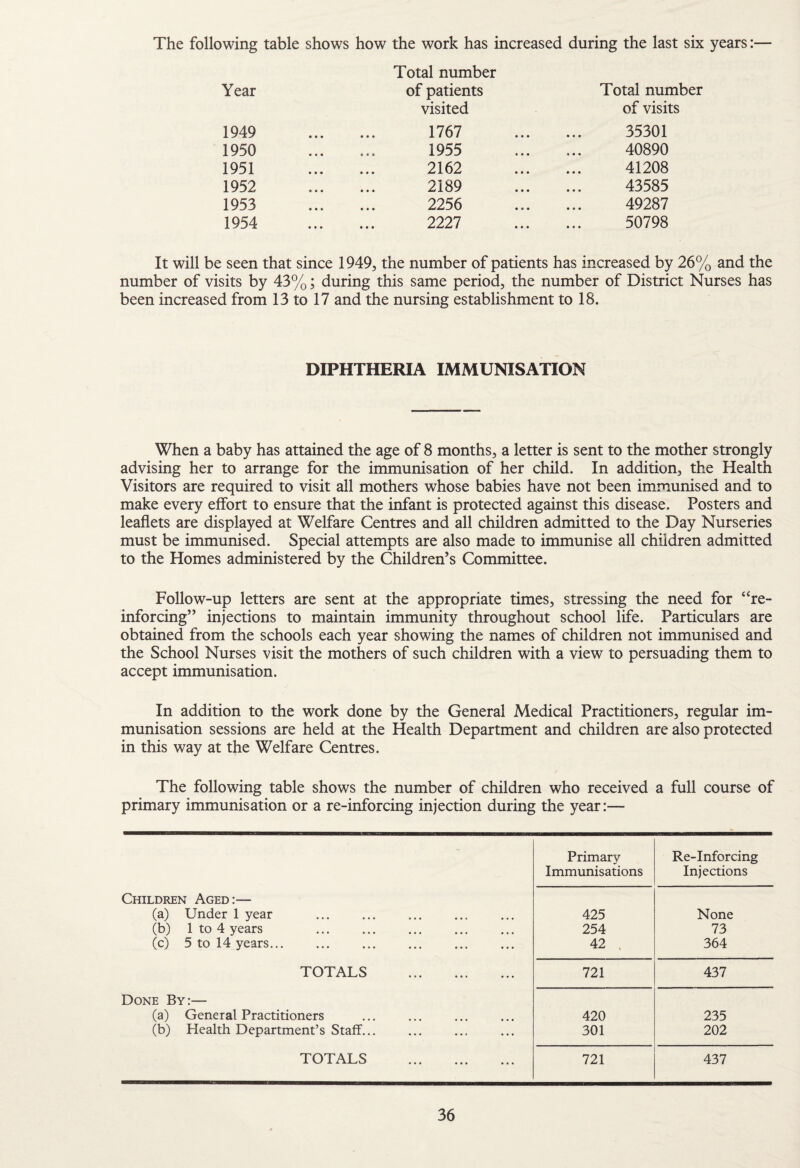 The following table shows how the work has increased during the last six years:—
Total number
Year of patients Total number
visited of visits
1949 ... ... 1767 ... ... 35301
1950 ... ... 1955 ... ... 40890
1951 ... ... 2162 ... ... 41208
1952 ... ... 2189 ... ... 43585
1953 ... ... 2256 ... ... 49287
1954 ... ... 2227 ... ... 50798
It will be seen that since 1949, the number of patients has increased by 26% and the
number of visits by 43%; during this same period, the number of District Nurses has
been increased from 13 to 17 and the nursing establishment to 18.
DIPHTHERIA IMMUNISATION
When a baby has attained the age of 8 months, a letter is sent to the mother strongly
advising her to arrange for the immunisation of her child. In addition, the Health
Visitors are required to visit all mothers whose babies have not been immunised and to
make every effort to ensure that the infant is protected against this disease. Posters and
leaflets are displayed at Welfare Centres and all children admitted to the Day Nurseries
must be immunised. Special attempts are also made to immunise all children admitted
to the Homes administered by the Children's Committee.
Follow-up letters are sent at the appropriate times, stressing the need for "re-
inforcing" injections to maintain immunity throughout school life. Particulars are
obtained from the schools each year showing the names of children not immunised and
the School Nurses visit the mothers of such children with a view to persuading them to
accept immunisation.
In addition to the work done by the General Medical Practitioners, regular im-
munisation sessions are held at the Health Department and children are also protected
in this way at the Welfare Centres.
The following table shows the number of children who received a full course of
primary immunisation or a re-inforcing injection during the year:—
Primary Re-Inforcing
Immunisations Injections
Children Aged:—
(a) Under 1 year ... ... ... ... ... 425 None
(b) 1 to 4 years ... ... ... ... ... 254 73
(c) 5 to 14 years... ... ... ... ... ... 42 364
TOTALS ... ... ... 721 437
Done By:—
(a) General Practitioners ... ... ... ... 420 235
(b) Health Department's Staff... ... ... ... 301 202
TOTALS ... ... ... 721 437
36